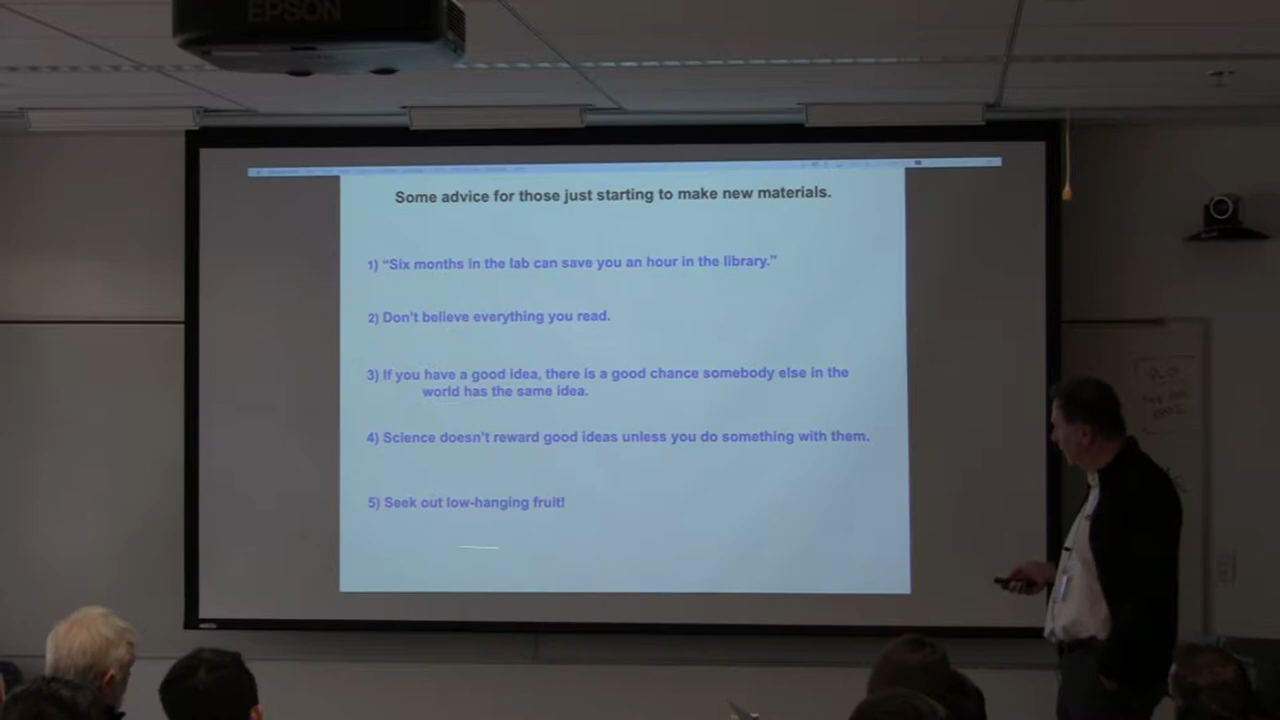 EPSON
Some advice for those just starting to make new materials.
1) “Six months in the lab can save you an hour in the library.”
2) Don’t believe everything you read.
3) If you have a good idea, there is a good chance somebody else in the
world has the same idea.
4) Science doesn’t reward good ideas unless you do something with them.
5) Seek out low-hanging fruit!